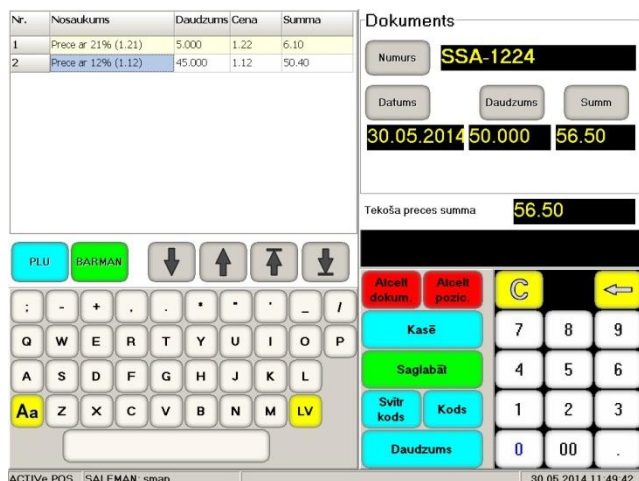 Nr. Nosaukums Daudzums Cena Summa
1 Prece ar 21% (1.21) 5.000 1.22 6.10
2 Prece ar 12% (1.12) 45.000 1.12 50.40
Dokuments
Numurs SSA-1224
Datums Daudzums Summ
30.05.2014 50.000 56.50
Tekoša preces summa 56.50
PLU BARMAN
Atcelt dokum. Atcelt pozic.
C
Kasē
Saglabāt
Svītr kods Kods
Daudzums
7 8 9
4 5 6
1 2 3
0 00 .
; - + , . * " ' _ /
Q W E R T Y U I O P
A S D F G H J K L
Aa Z X C V B N M LV
ACTIVe POS SALEMAN: sman 30.05.2014 11:49:42